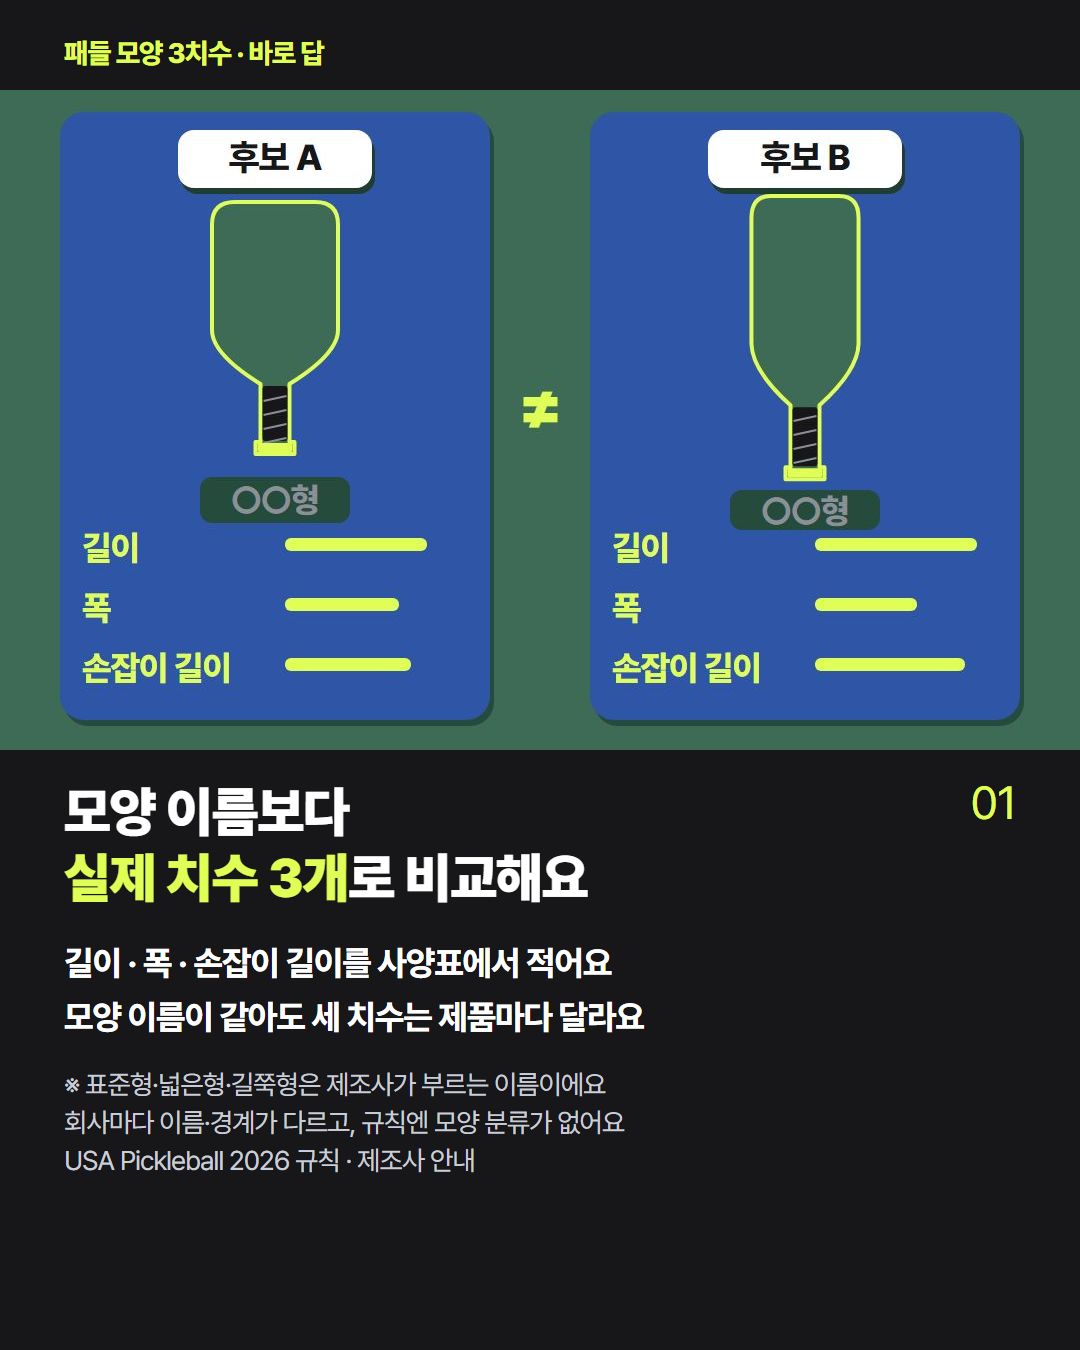 패들 모양 3치수 · 바로 답
후보 A
후보 B
≠
○○형
○○형
길이
폭
손잡이 길이
길이
폭
손잡이 길이
모양 이름보다
01
실제 치수 3개로 비교해요
길이 · 폭 · 손잡이 길이를 사양표에서 적어요
모양 이름이 같아도 세 치수는 제품마다 달라요
※ 표준형·넓은형·길쭉형은 제조사가 부르는 이름이에요
회사마다 이름·경계가 다르고, 규칙엔 모양 분류가 없어요
USA Pickleball 2026 규칙 · 제조사 안내